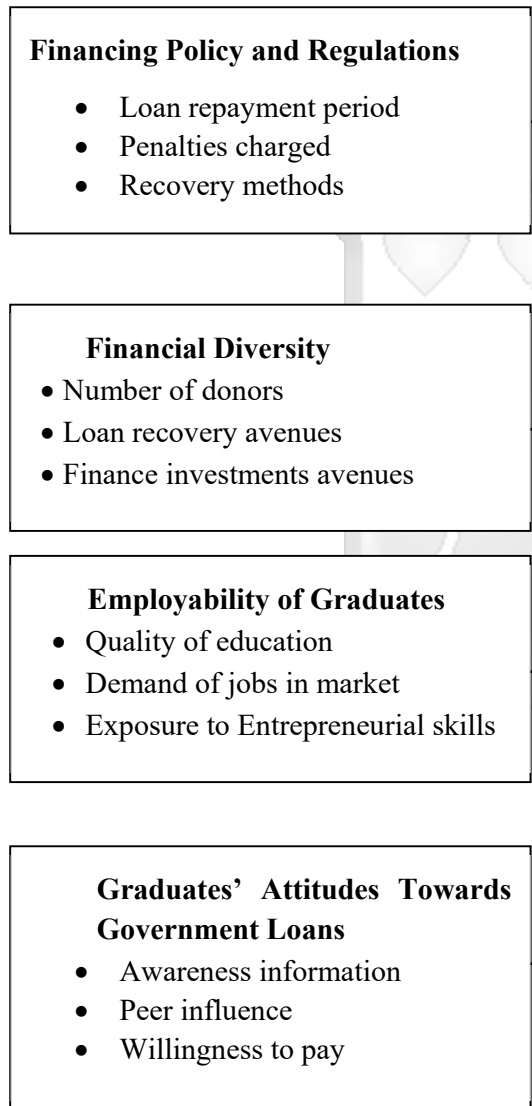 Financing Policy and Regulations
• Loan repayment period
• Penalties charged
• Recovery methods
Financial Diversity
• Number of donors
• Loan recovery avenues
• Finance investments avenues
Employability of Graduates
• Quality of education
• Demand of jobs in market
• Exposure to Entrepreneurial skills
Graduates’ Attitudes Towards
Government Loans
• Awareness information
• Peer influence
• Willingness to pay